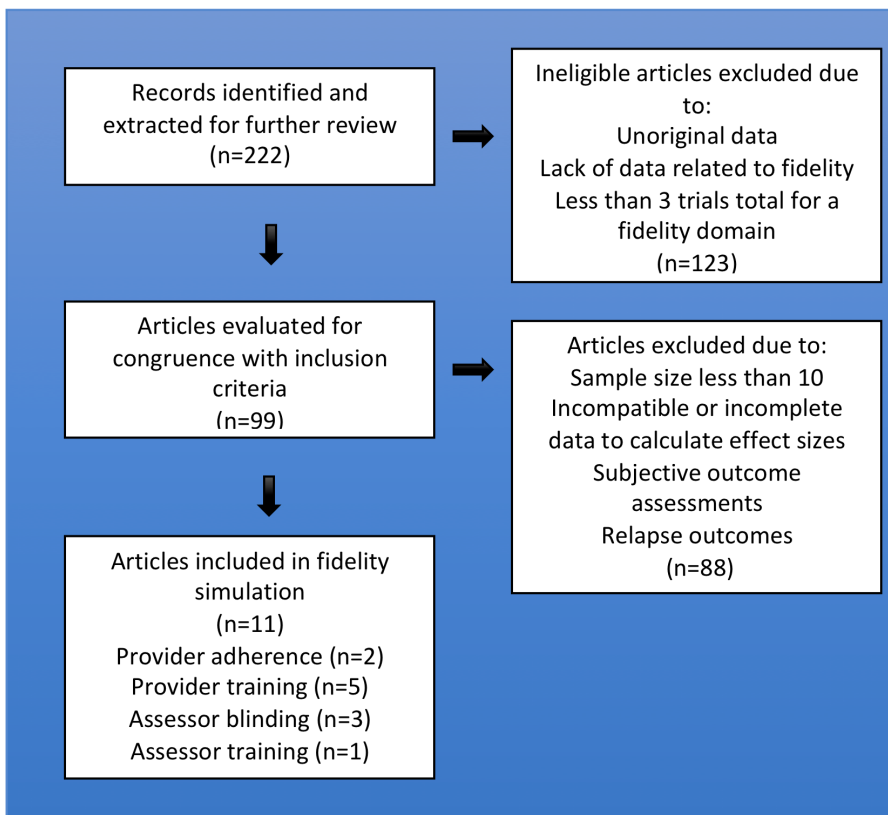 Records identified and
extracted for further review
(n=222)
Ineligible articles excluded due
to:
Unoriginal data
Lack of data related to fidelity
Less than 3 trials total for a
fidelity domain
(n=123)
Articles evaluated for
congruence with inclusion
criteria
(n=99)
Articles excluded due to:
Sample size less than 10
Incompatible or incomplete
data to calculate effect sizes
Subjective outcome
assessments
Relapse outcomes
(n=88)
Articles included in fidelity
simulation
(n=11)
Provider adherence (n=2)
Provider training (n=5)
Assessor blinding (n=3)
Assessor training (n=1)